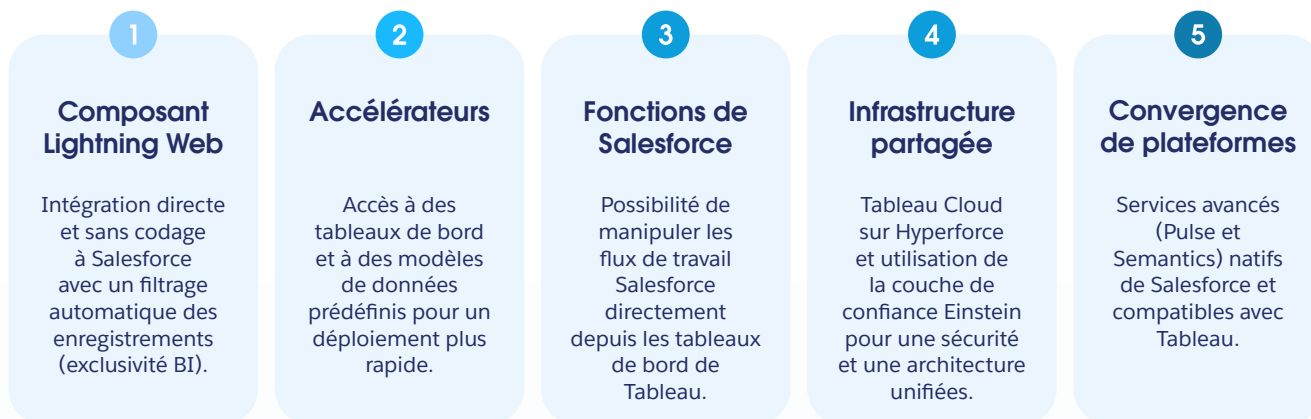 1
Composant
Lightning Web
Intégration directe
et sans codage
à Salesforce
avec un filtrage
automatique des
enregistrements
(exclusivité BI).
2
Accélérateurs
Accès à des
tableaux de bord
et à des modèles
de données
prédéfinis pour un
déploiement plus
rapide.
3
Fonctions de
Salesforce
Possibilité de
manipuler les
flux de travail
Salesforce
directement
depuis les tableaux
de bord de
Tableau.
4
Infrastructure
partagée
Tableau Cloud
sur Hyperforce
et utilisation de
la couche de
confiance Einstein
pour une sécurité
et une architecture
unifiées.
5
Convergence
de plateformes
Services avancés
(Pulse et
Semantics) natifs
de Salesforce et
compatibles avec
Tableau.